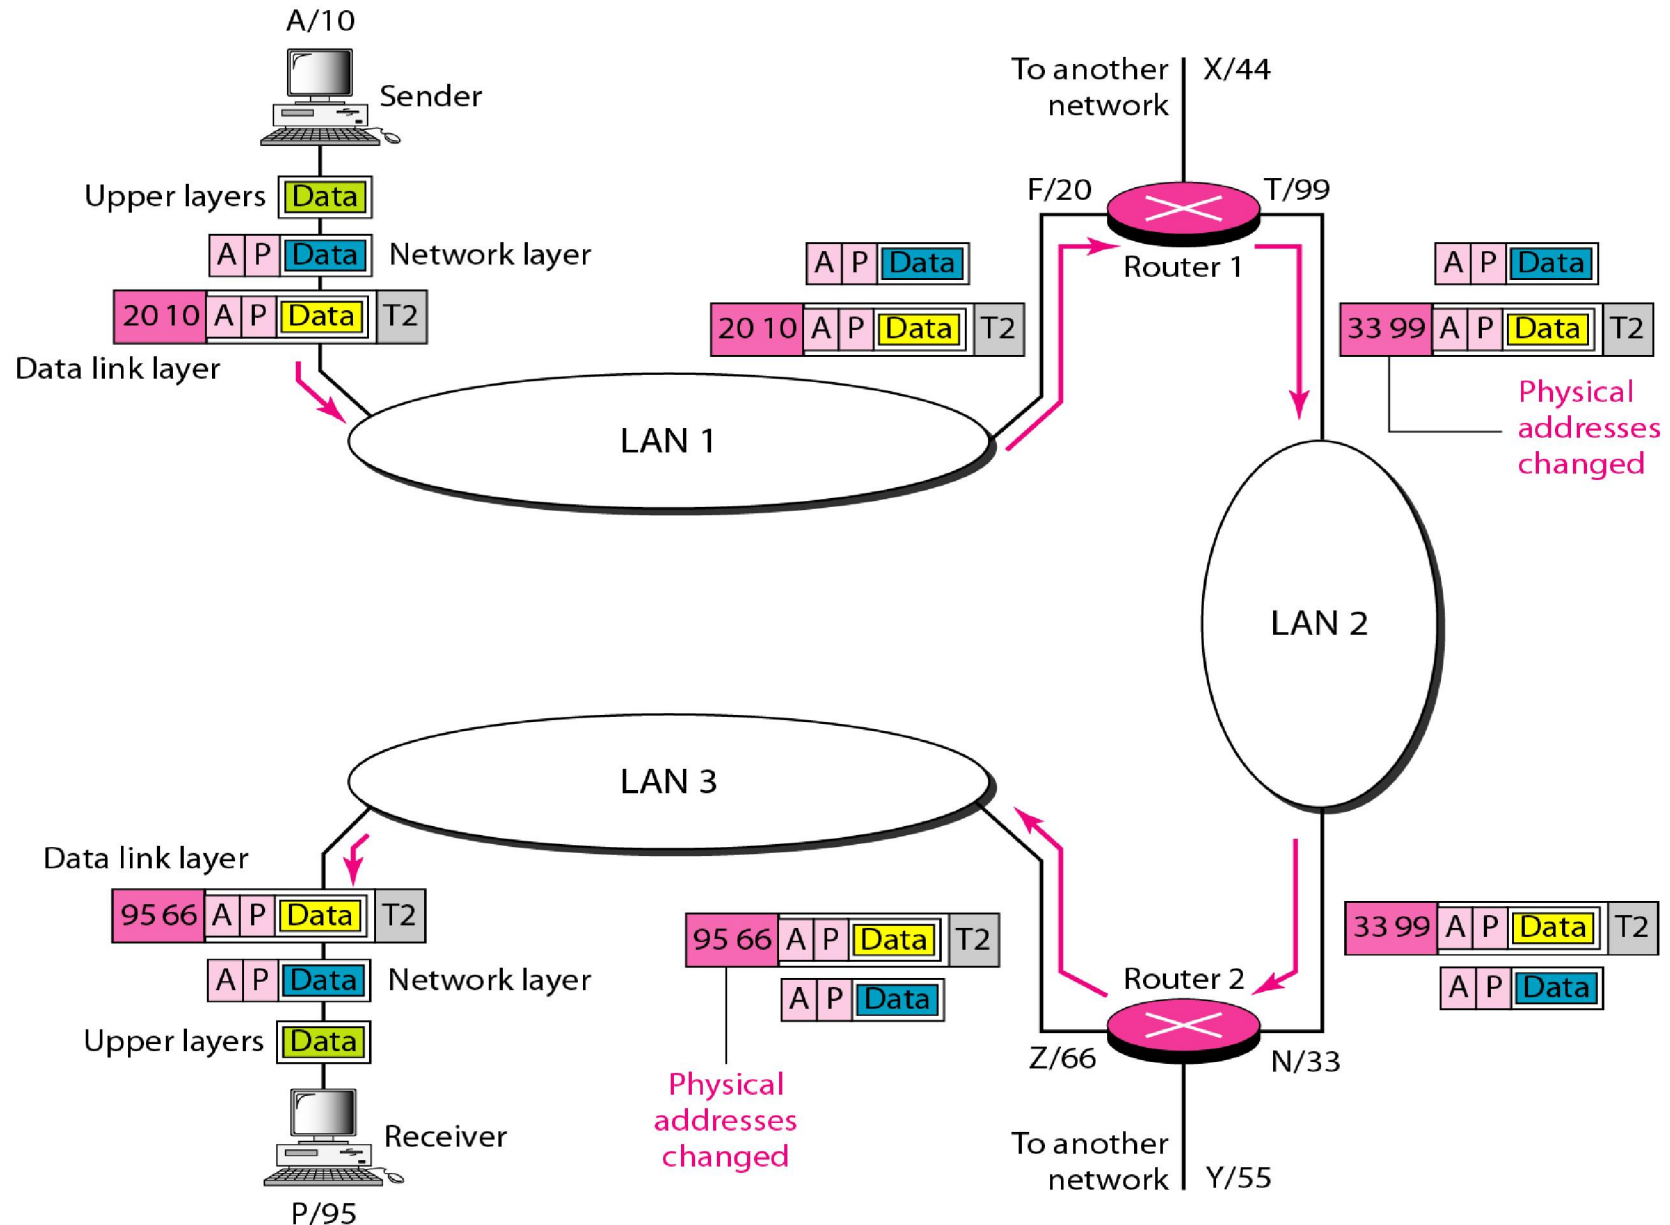 A/10
Sender
Upper layers Data
A P Data Network layer
20 10 A P Data T2
Data link layer
LAN 1
To another
network
X/44
F/20
T/99
Router 1
A P Data
20 10 A P Data T2
A P Data
33 99 A P Data T2
Physical
addresses
changed
LAN 2
33 99 A P Data T2
A P Data
Router 2
Z/66
N/33
To another
network
Y/55
95 66 A P Data T2
A P Data
Physical
addresses
changed
LAN 3
Data link layer
95 66 A P Data T2
A P Data Network layer
Upper layers Data
Receiver
P/95